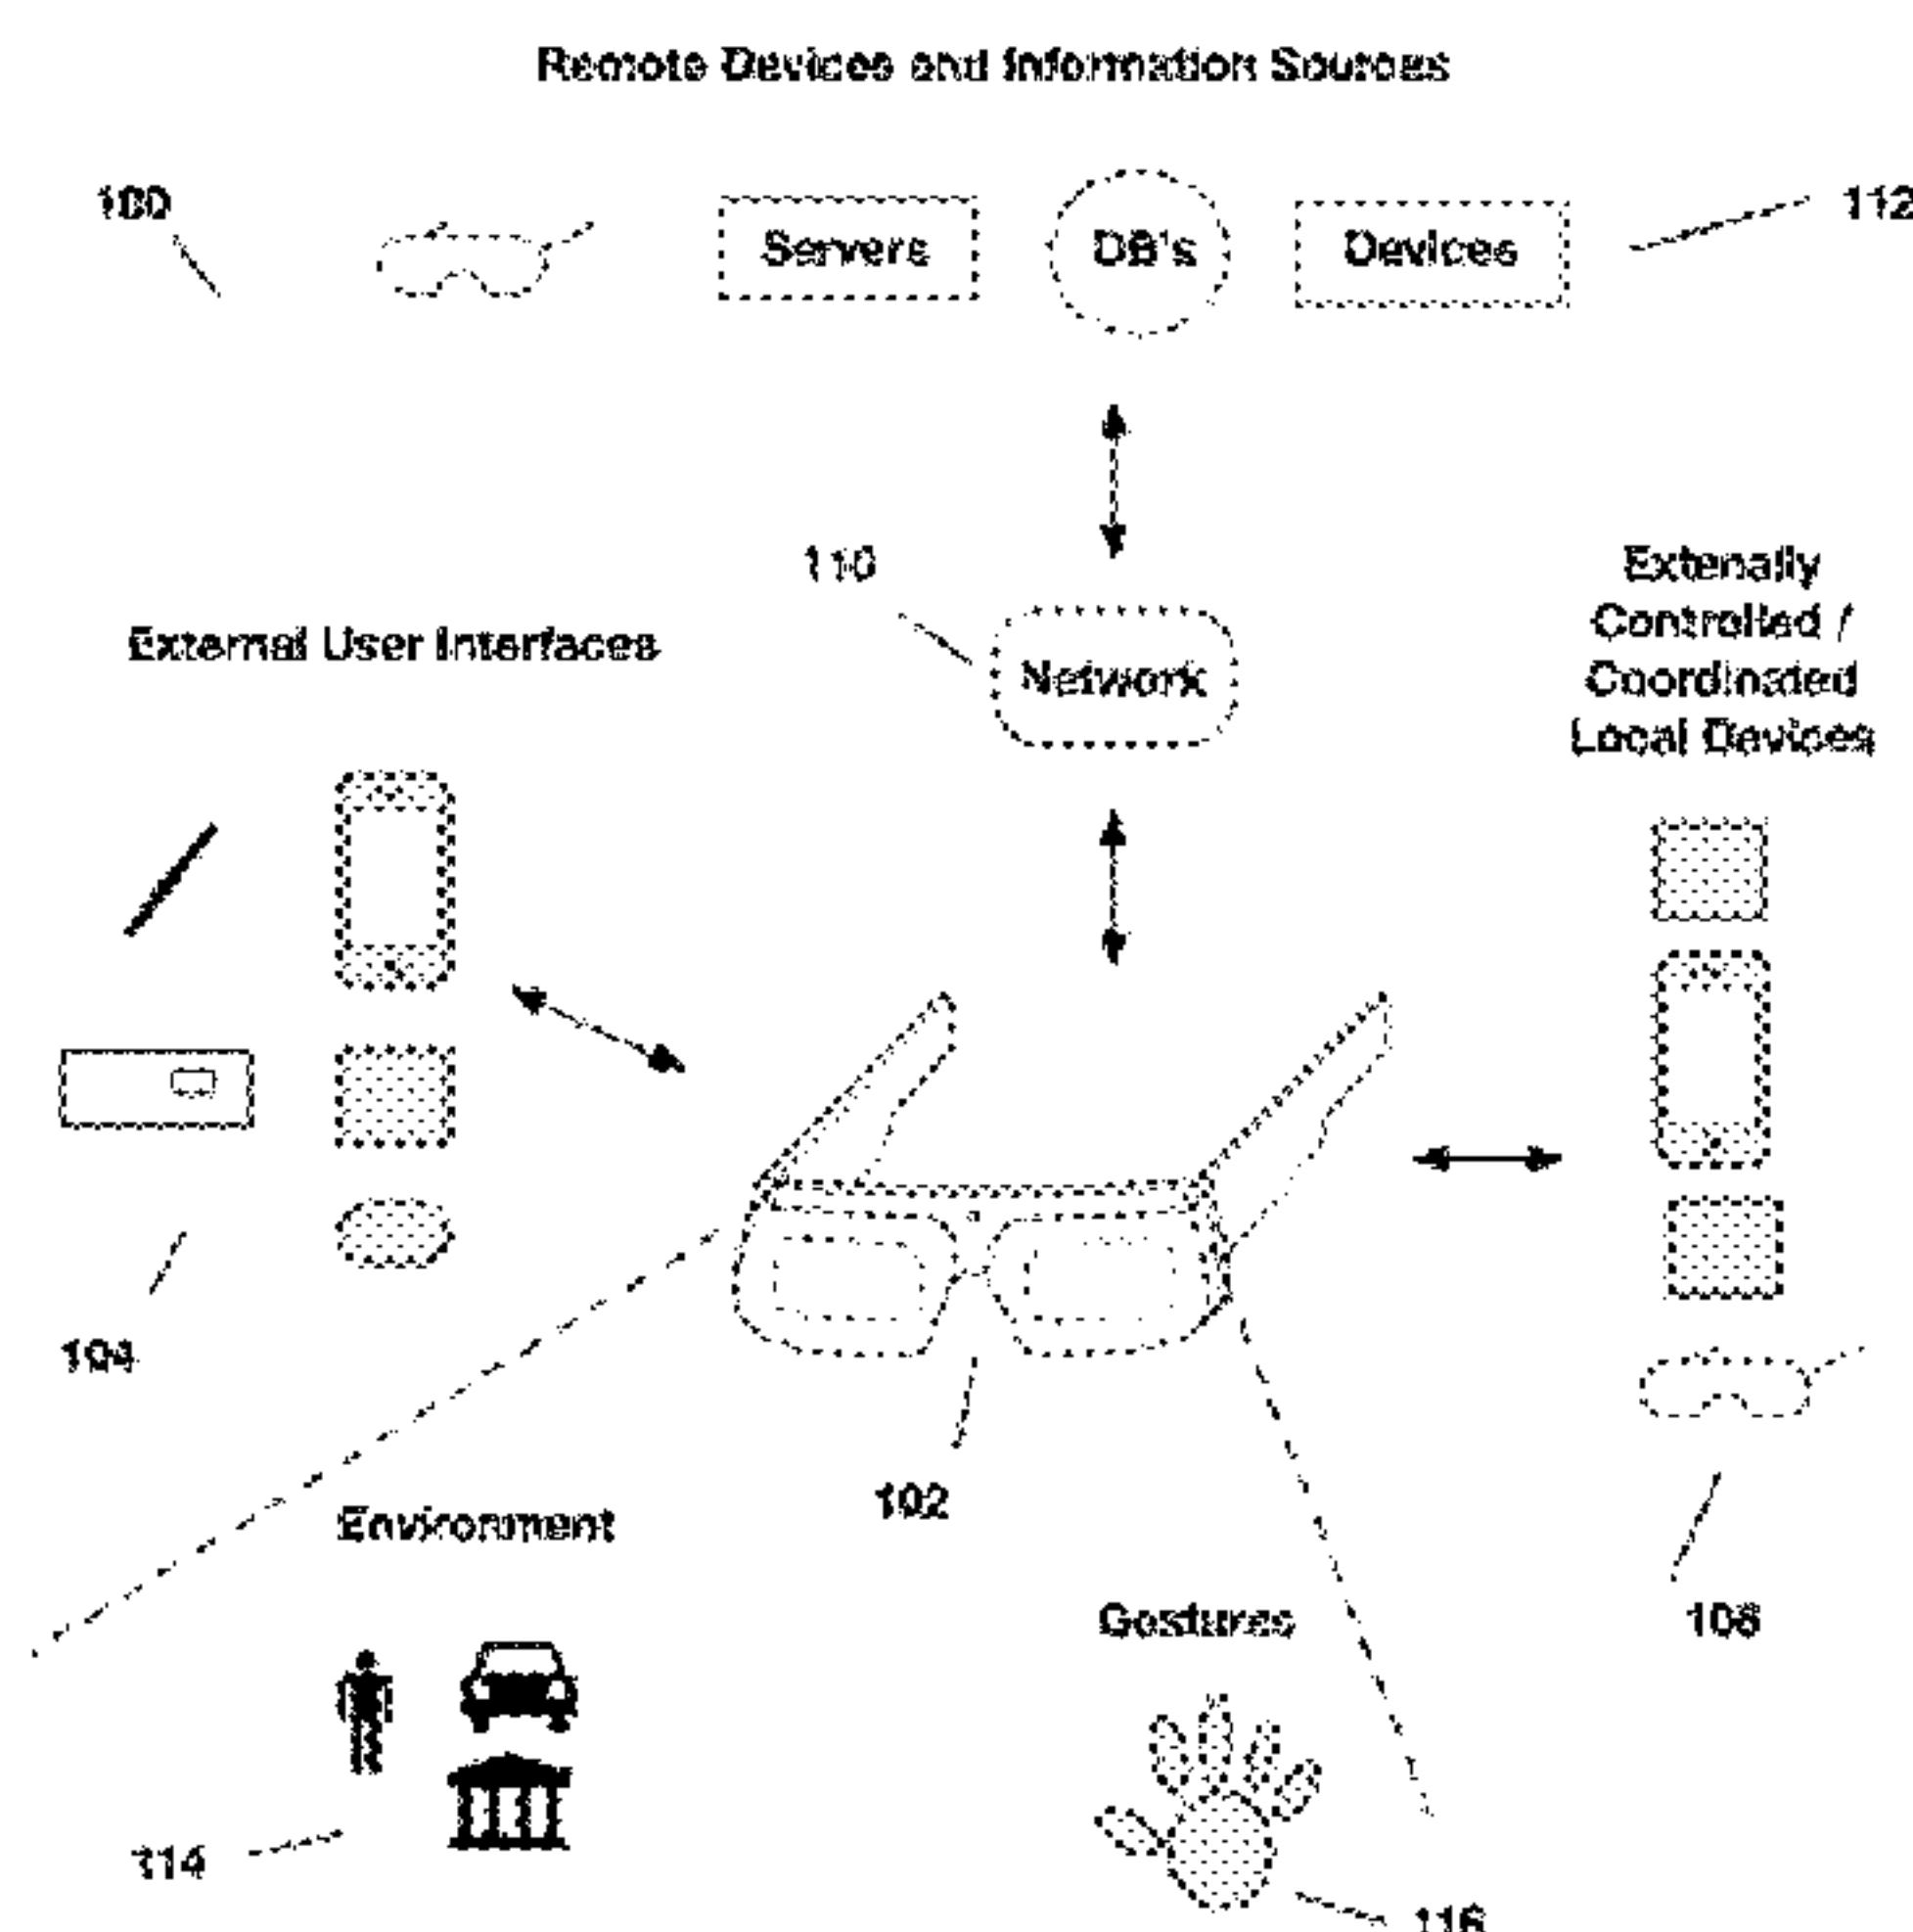 Remote Devices and Information Sources
100
Servers
DB's
Devices
112
110
Network
External User Interfaces
Extenally
Controlled /
Coordinated
Local Devices
104
102
108
Environment
Gestures
114
116